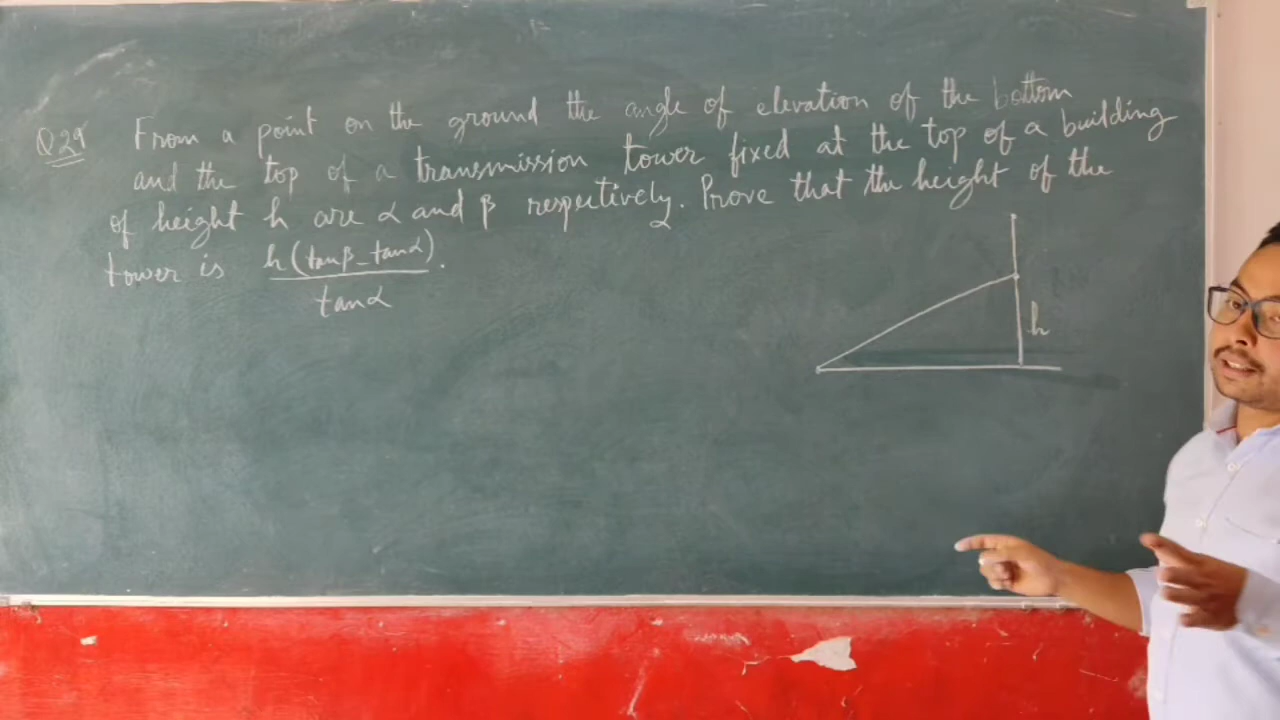 Q29 From a point on the ground the angle of elevation of the bottom
and the top of a transmission tower fixed at the top of a building
of height h are α and β respectively. Prove that the height of the
tower is h(tanβ-tanα)/tanα.
h